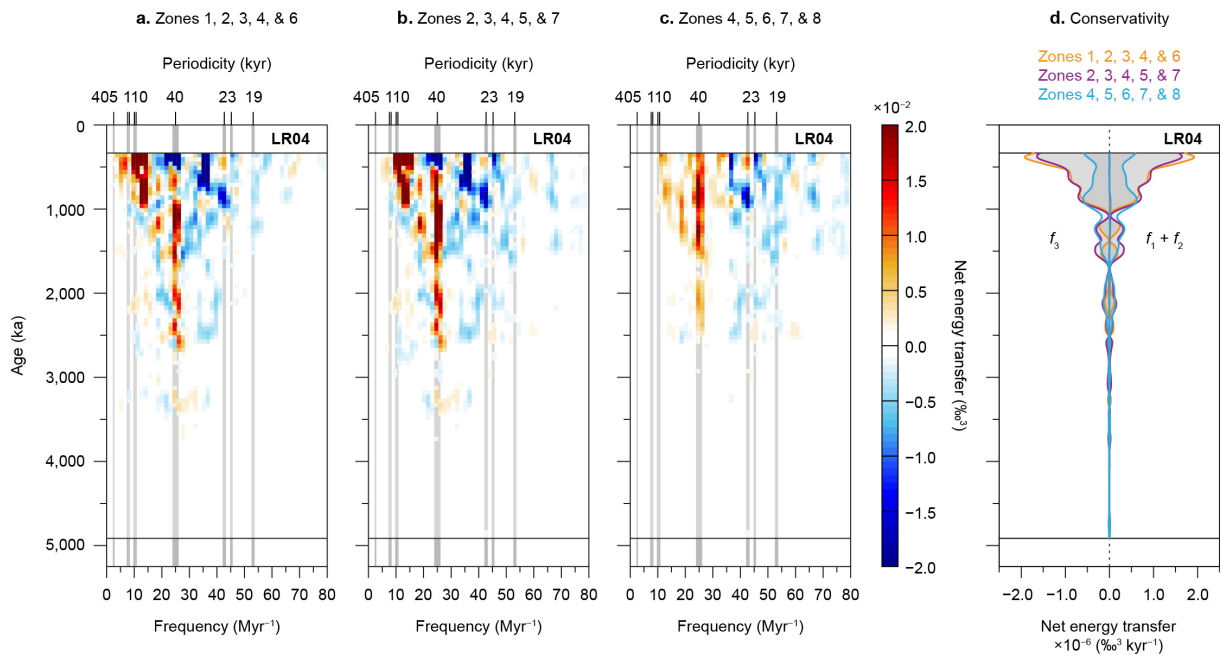 a. Zones 1, 2, 3, 4, & 6
b. Zones 2, 3, 4, 5, & 7
c. Zones 4, 5, 6, 7, & 8
d. Conservativity
Periodicity (kyr)
Periodicity (kyr)
Periodicity (kyr)
Zones 1, 2, 3, 4, & 6
Zones 2, 3, 4, 5, & 7
Zones 4, 5, 6, 7, & 8
405 110 40 23 19
405 110 40 23 19
405 110 40 23 19
×10⁻²
LR04
LR04
LR04
LR04
0
1,000
2,000
3,000
4,000
5,000
Age (ka)
2.0
1.5
1.0
0.5
0.0
−0.5
−1.0
−1.5
−2.0
Net energy transfer (‰³)
f₃
f₁ + f₂
0 10 20 30 40 50 60 70 80
0 10 20 30 40 50 60 70 80
0 10 20 30 40 50 60 70 80
−2.0 −1.0 0.0 1.0 2.0
Frequency (Myr⁻¹)
Frequency (Myr⁻¹)
Frequency (Myr⁻¹)
Net energy transfer
×10⁻⁶ (‰³ kyr⁻¹)